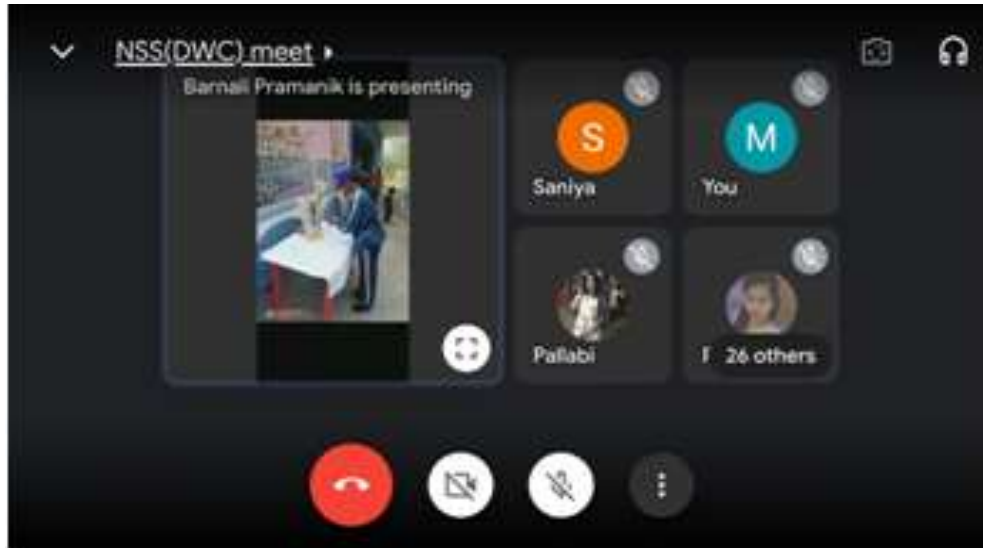 NSS(DWC) meet
Barnali Pramanik is presenting
S
Saniya
M
You
Pallabi
26 others